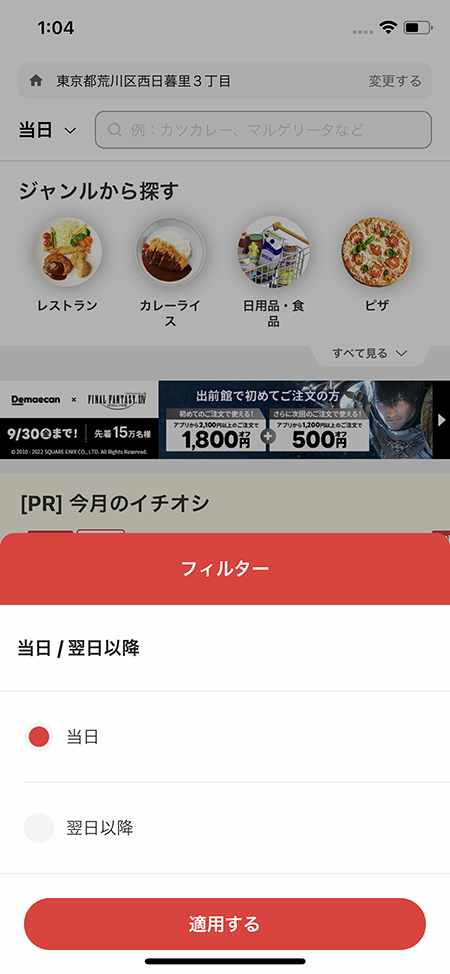 1:04
東京都荒川区西日暮里３丁目
変更する
当日
例：カツカレー、マルゲリータなど
ジャンルから探す
レストラン
カレーライ
ス
日用品・食
品
ピザ
すべて見る
Demaecan × FINAL FANTASY XIV ONLINE
9/30金まで！ 先着15万名様
© 2010 - 2022 SQUARE ENIX CO., LTD. All Rights Reserved.
出前館で初めてご注文の方
初めてのご注文で使える！
アプリから2,100円以上のご注文で
1,800円オフ
+
さらに次回のご注文で使える！
アプリから1,200円以上のご注文で
500円オフ
[PR] 今月のイチオシ
フィルター
当日 / 翌日以降
当日
翌日以降
適用する